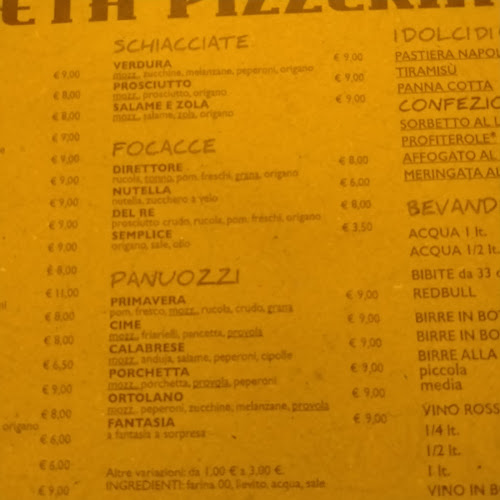 ETA PIZZERIA
€ 9,00
€ 8,00
€ 8,00
€ 9,00
€ 9,00
€ 9,00
€ 9,00
€ 9,00
€ 8,00
€ 11,00
€ 8,00
€ 8,00
€ 6,50
€ 9,00
€ 8,00
origano
€ 6,00
€ 6,00
€ 9,00
SCHIACCIATE
VERDURA € 9,00
mozz., zucchine, melanzane, peperoni, origano
PROSCIUTTO € 9,00
mozz., prosciutto, origano
SALAME E ZOLA € 9,00
mozz., salame, zola, origano
FOCACCE
DIRETTORE € 8,00
rucola, tonno, pom. freschi, grana, origano
NUTELLA € 6,00
nutella, zucchero a velo
DEL RE € 8,00
prosciutto crudo, rucola, pom. freschi, origano
SEMPLICE € 3,50
origano, sale, olio
PANUOZZI
PRIMAVERA € 9,00
pom. fresco, mozz., rucola, crudo, grana
CIME € 9,00
mozz., friarielli, pancetta, provola
CALABRESE € 9,00
mozz., anduja, salame, peperoni, cipolle
PORCHETTA € 9,00
mozz., porchetta, provola, peperoni
ORTOLANO € 9,00
mozz., peperoni, zucchine, melanzane, provola
FANTASIA € 9,00
a fantasia a sorpresa
Altre variazioni: da 1,00 € a 3,00 €.
INGREDIENTI: farina 00, lievito, acqua, sale
I DOLCI DI
PASTIERA NAPOL
TIRAMISÙ
PANNA COTTA
CONFEZIO
SORBETTO AL L
PROFITEROLE*
AFFOGATO AL
MERINGATA AL
BEVAND
ACQUA 1 lt.
ACQUA 1/2 lt.
BIBITE da 33 c
REDBULL
BIRRE IN BOT
BIRRE IN BO
BIRRE ALLA
piccola
media
VINO ROSS
1/4 lt.
1/2 lt.
1 lt.
VINO IN B